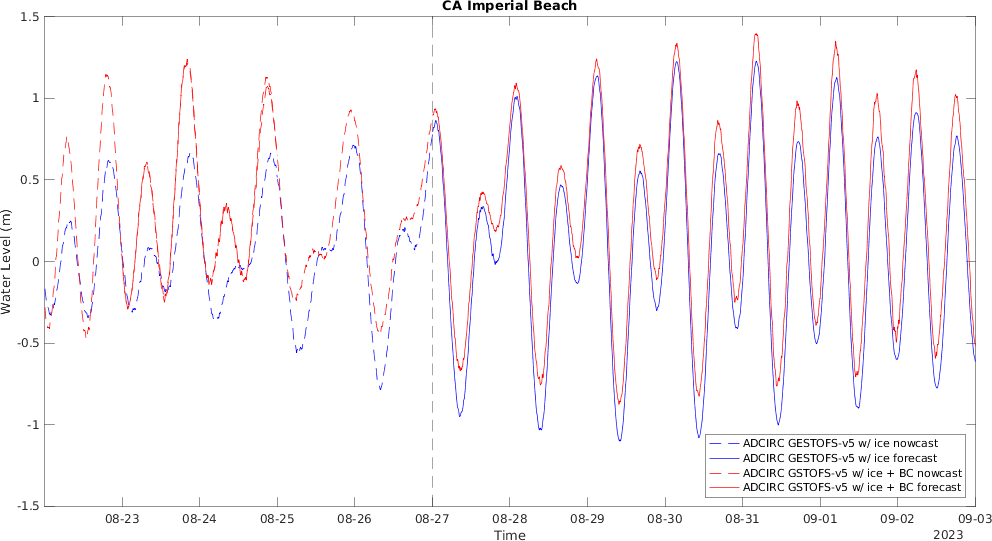 CA Imperial Beach
1.5
1
0.5
0
-0.5
-1
-1.5
Water Level (m)
ADCIRC GESTOFS-v5 w/ ice nowcast
ADCIRC GESTOFS-v5 w/ ice forecast
ADCIRC GSTOFS-v5 w/ ice + BC nowcast
ADCIRC GSTOFS-v5 w/ ice + BC forecast
08-23 08-24 08-25 08-26 08-27 08-28 08-29 08-30 08-31 09-01 09-02 09-03
Time
2023